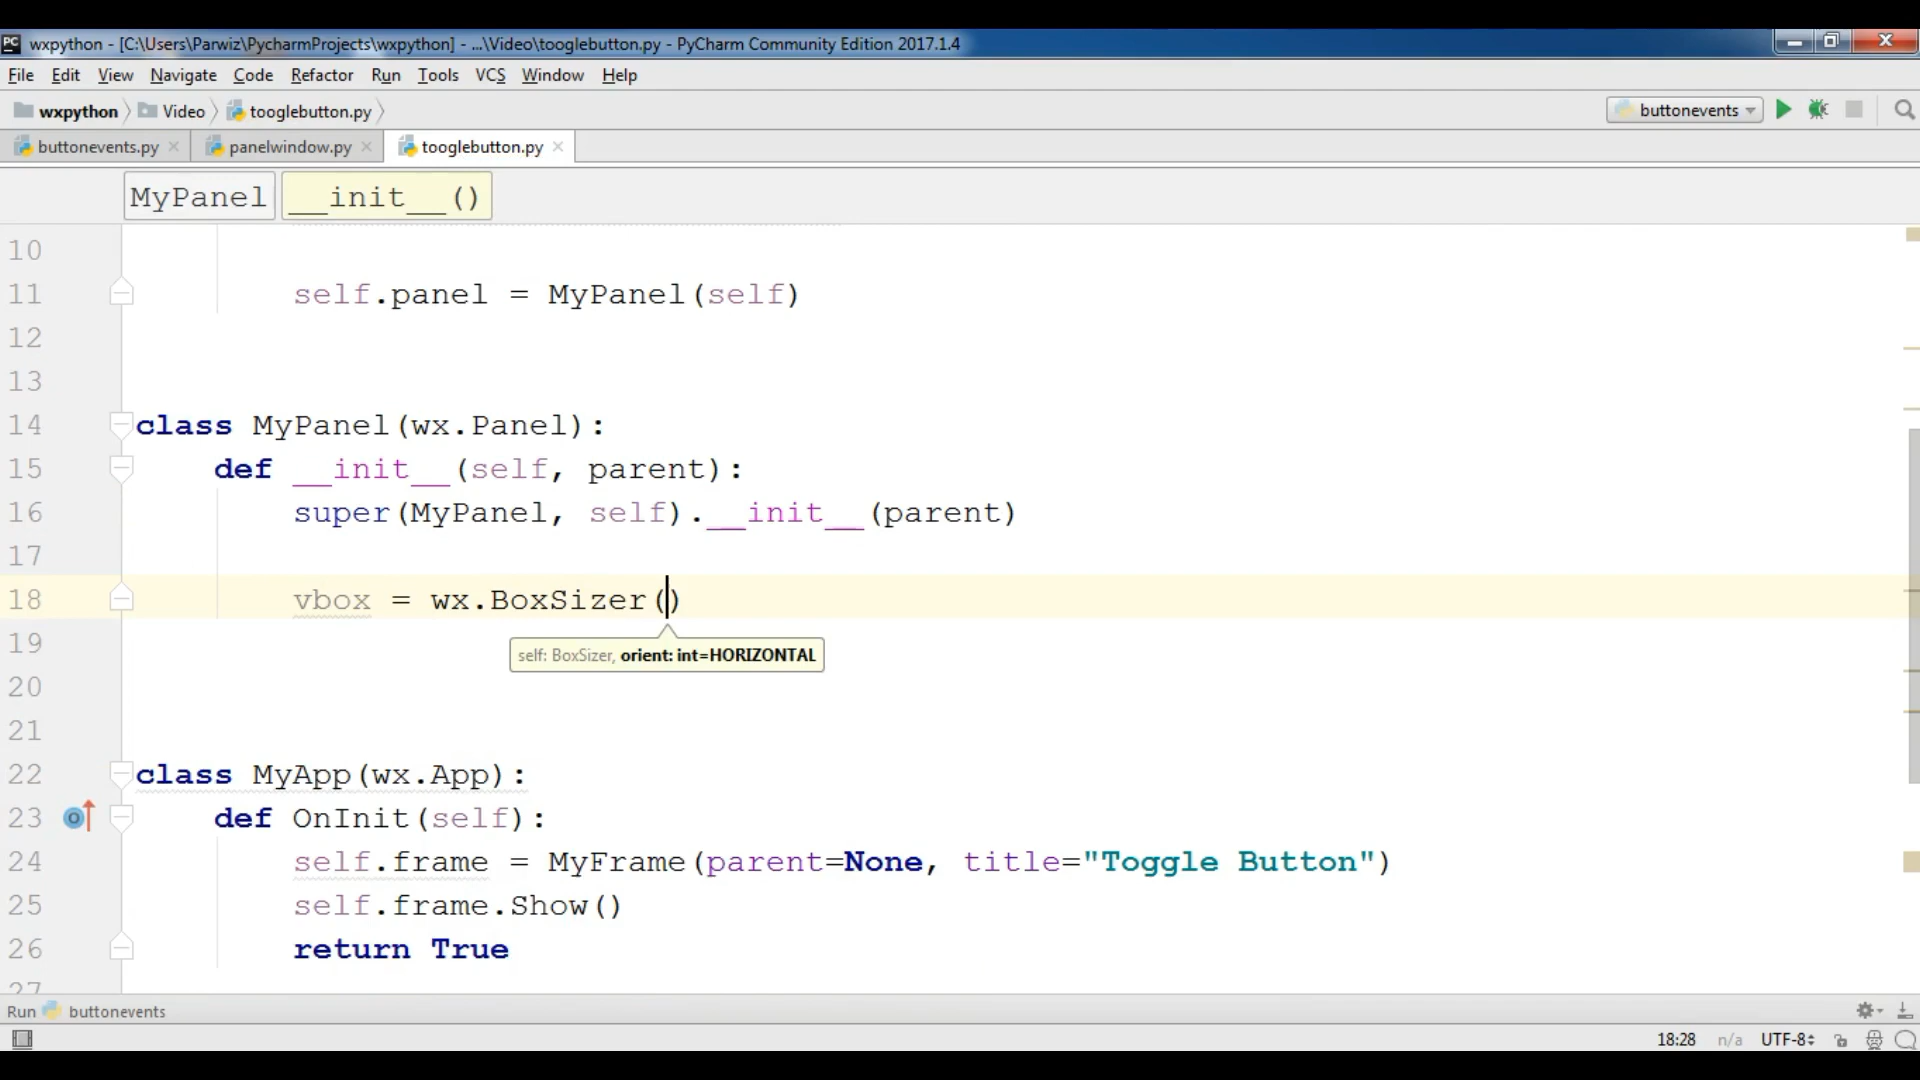 PC wxpython - [C:\Users\Parwiz\PycharmProjects\wxpython] - ...\Video\tooglebutton.py - PyCharm Community Edition 2017.1.4
File Edit View Navigate Code Refactor Run Tools VCS Window Help
wxpython Video tooglebutton.py buttonevents
buttonevents.py panelwindow.py tooglebutton.py
MyPanel __init__()
10
11 self.panel = MyPanel(self)
12
13
14 class MyPanel(wx.Panel):
15 def __init__(self, parent):
16 super(MyPanel, self).__init__(parent)
17
18 vbox = wx.BoxSizer()
19
self: BoxSizer, orient: int=HORIZONTAL
20
21
22 class MyApp(wx.App):
23 def OnInit(self):
24 self.frame = MyFrame(parent=None, title="Toggle Button")
25 self.frame.Show()
26 return True
27
Run buttonevents
18:28 n/a UTF-8